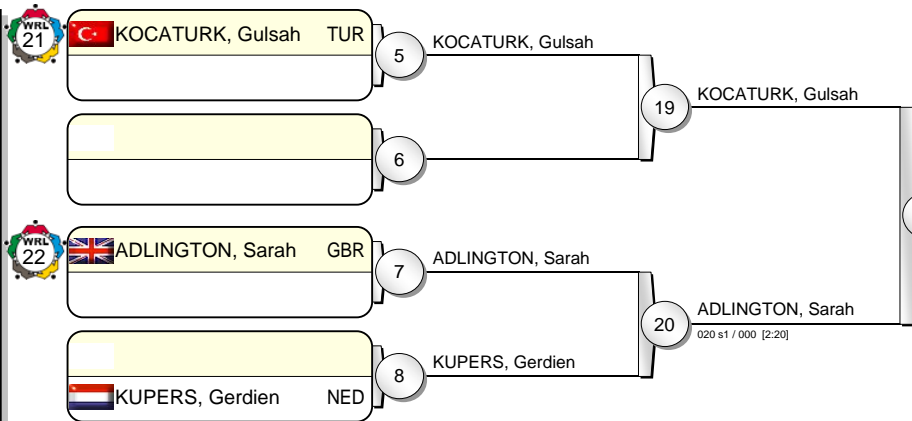 WRL
21
KOCATURK, Gulsah TUR
5
KOCATURK, Gulsah
19
KOCATURK, Gulsah
6
WRL
22
ADLINGTON, Sarah GBR
7
ADLINGTON, Sarah
20
ADLINGTON, Sarah
020 s1 / 000 [2:20]
8
KUPERS, Gerdien
KUPERS, Gerdien NED